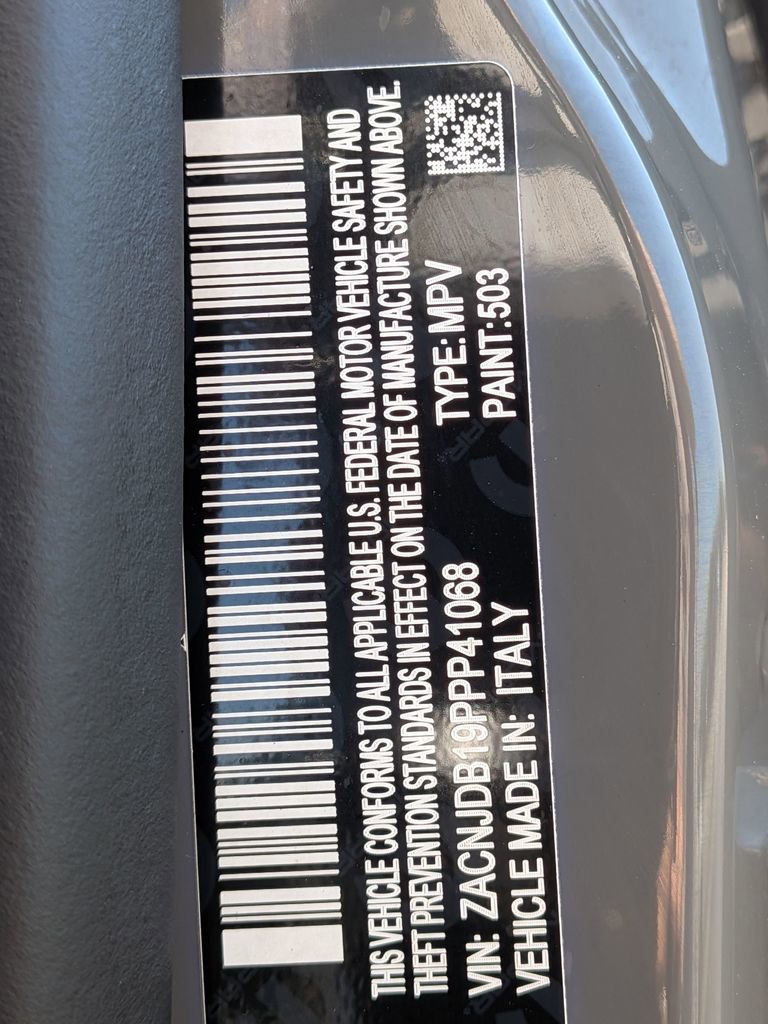 THIS VEHICLE CONFORMS TO ALL APPLICABLE U.S. FEDERAL MOTOR VEHICLE SAFETY AND
THEFT PREVENTION STANDARDS IN EFFECT ON THE DATE OF MANUFACTURE SHOWN ABOVE.
VIN: ZACNJDB19PPP41068 TYPE: MPV
VEHICLE MADE IN: ITALY PAINT:503